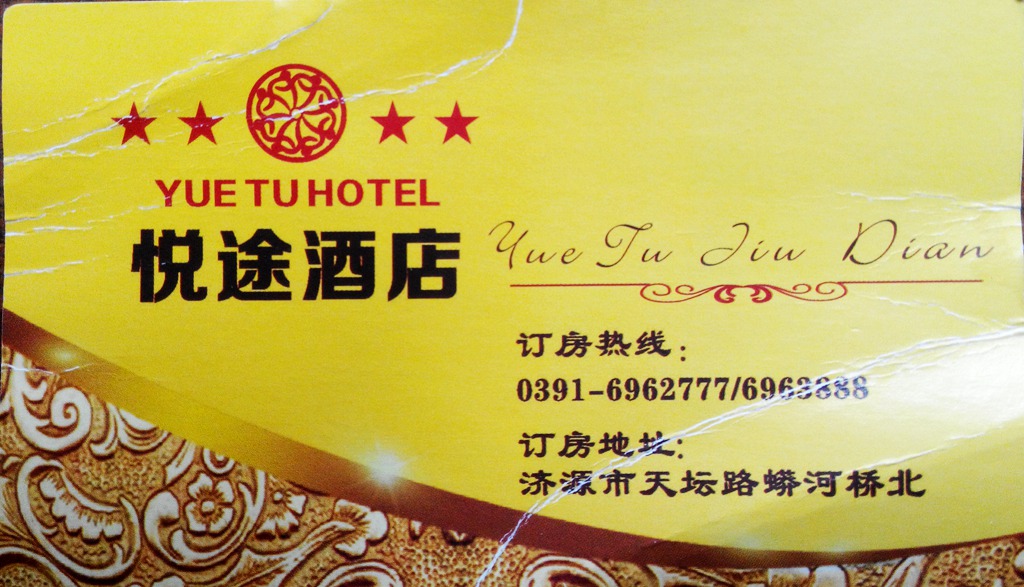 YUE TU HOTEL
悦途酒店
Yue Tu Jiu Dian
订房热线:
0391-6962777/6963888
订房地址:
济源市天坛路蟒河桥北